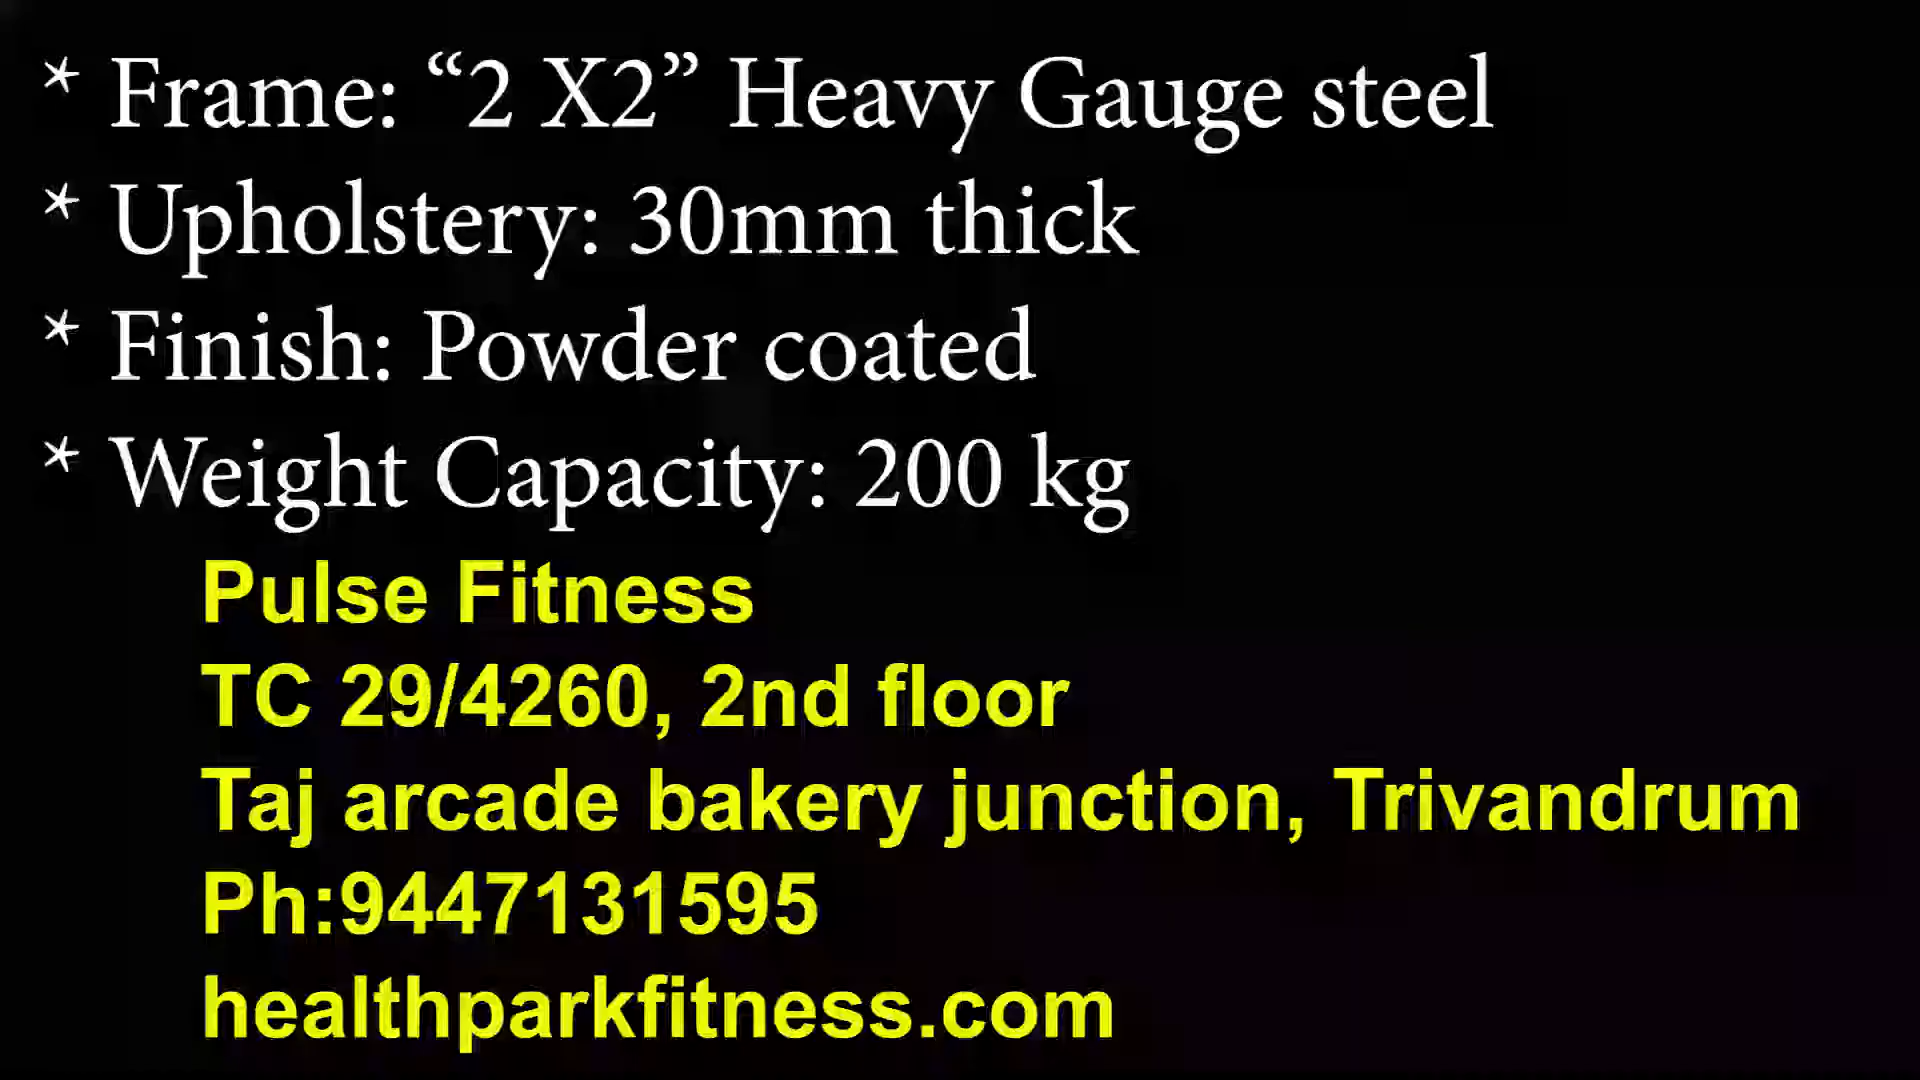 * Frame: “2 X2” Heavy Gauge steel
* Upholstery: 30mm thick
* Finish: Powder coated
* Weight Capacity: 200 kg
Pulse Fitness
TC 29/4260, 2nd floor
Taj arcade bakery junction, Trivandrum
Ph:9447131595
healthparkfitness.com